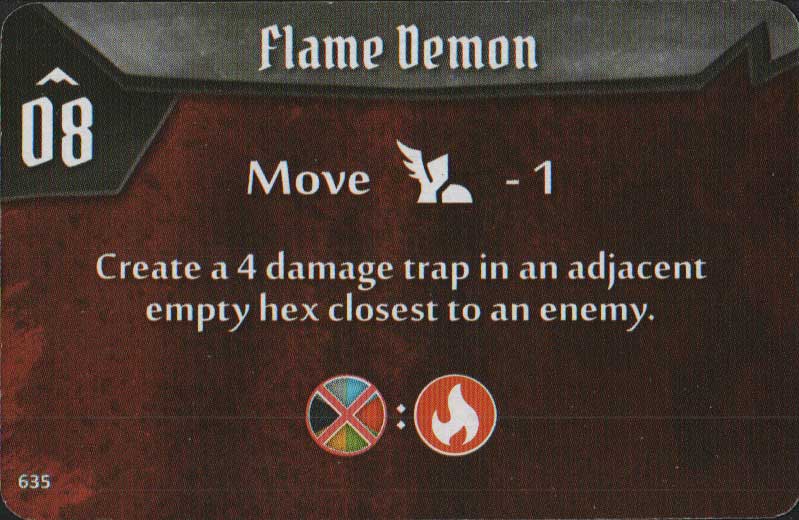 Flame Demon
08
Move - 1
Create a 4 damage trap in an adjacent
empty hex closest to an enemy.
:
635